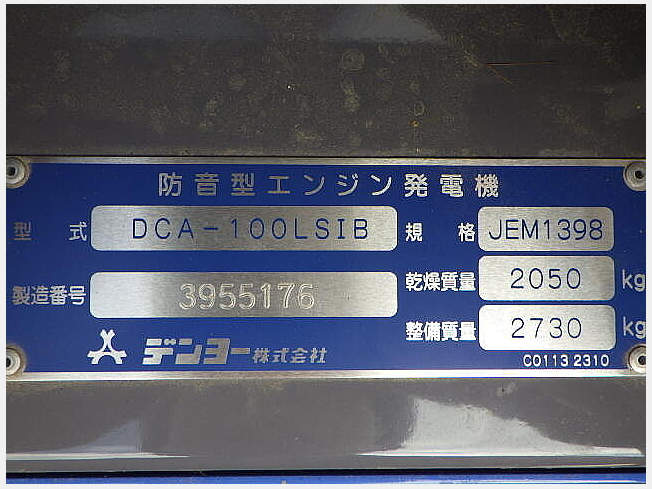 防音型エンジン発電機
型式 DCA-100LSIB 規格 JEM1398
製造番号 3955176 乾燥質量 2050 kg
整備質量 2730 kg
デンヨー株式会社 C0113 2310